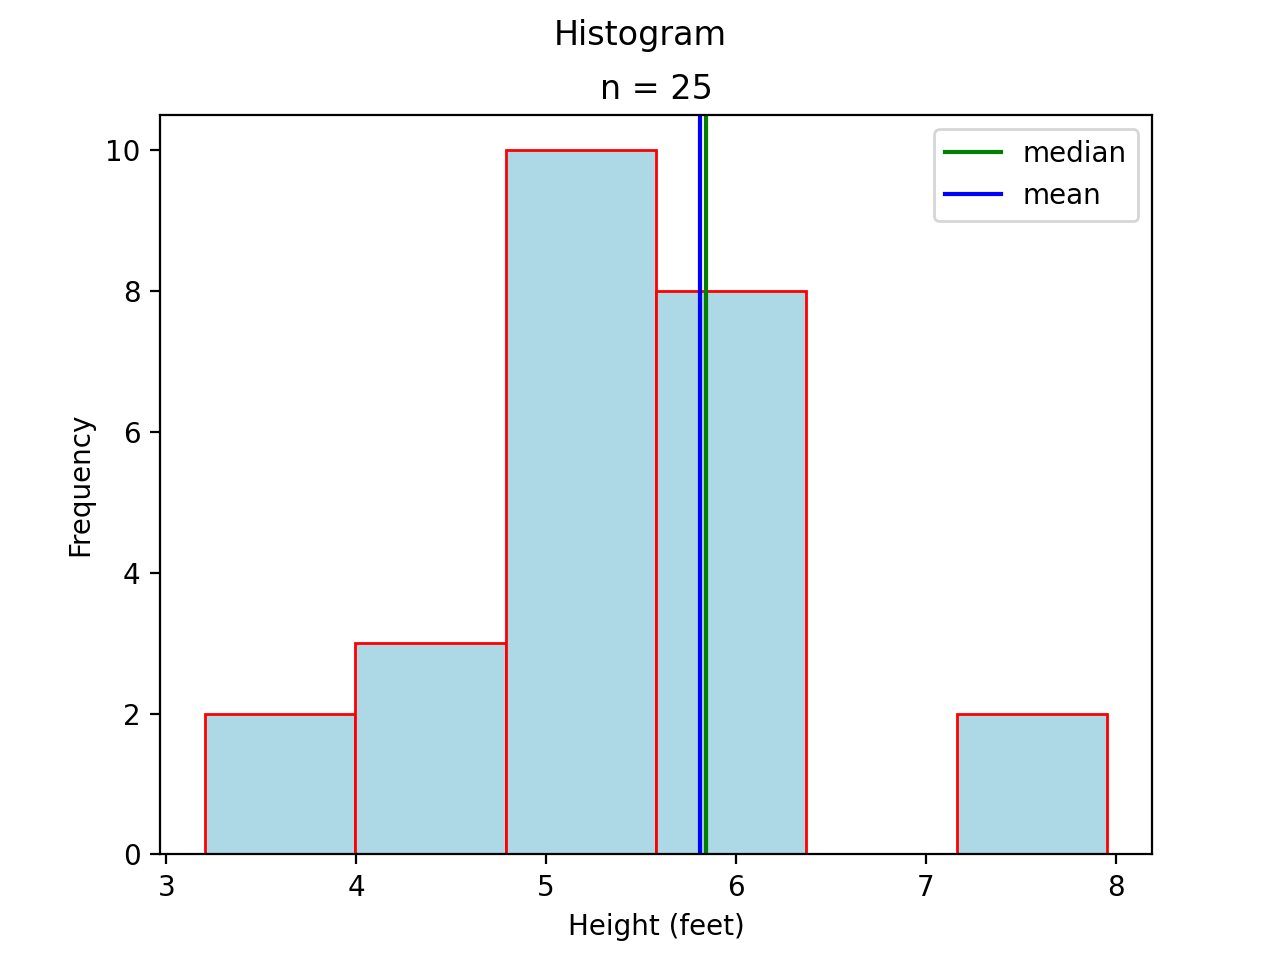 Histogram
n = 25
median
mean
10
8
6
4
2
0
Frequency
3 4 5 6 7 8
Height (feet)